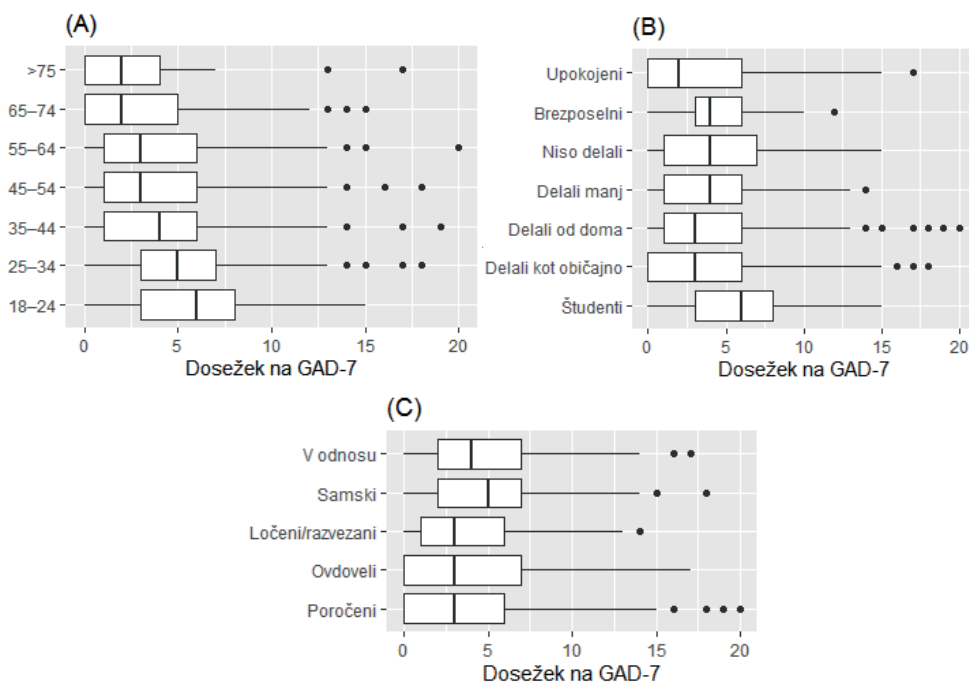 (A)
>75
65–74
55–64
45–54
35–44
25–34
18–24
0 5 10 15 20
Dosežek na GAD-7
(B)
Upokojeni
Brezposelni
Niso delali
Delali manj
Delali od doma
Delali kot običajno
Študenti
0 5 10 15 20
Dosežek na GAD-7
(C)
V odnosu
Samski
Ločeni/razvezani
Ovdoveli
Poročeni
0 5 10 15 20
Dosežek na GAD-7